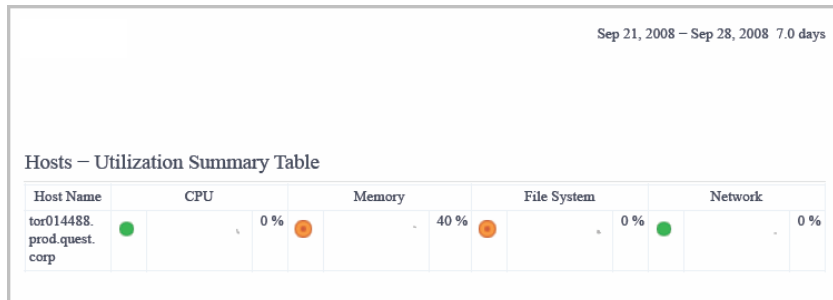 Sep 21, 2008 – Sep 28, 2008 7.0 days
Hosts – Utilization Summary Table
Host Name CPU Memory File System Network
tor014488. 0 % 40 % 0 % 0 %
prod.quest.
corp